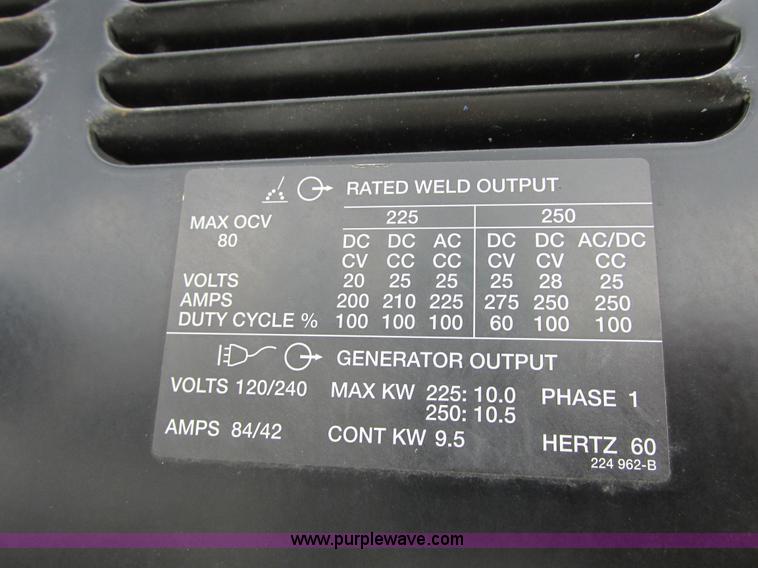 RATED WELD OUTPUT
MAX OCV 225 250
80 DC DC AC DC DC AC/DC
CV CC CC CV CV CC
VOLTS 20 25 25 25 28 25
AMPS 200 210 225 275 250 250
DUTY CYCLE % 100 100 100 60 100 100
GENERATOR OUTPUT
VOLTS 120/240 MAX KW 225: 10.0 PHASE 1
250: 10.5
AMPS 84/42 CONT KW 9.5 HERTZ 60
224 962-B
www.purplewave.com